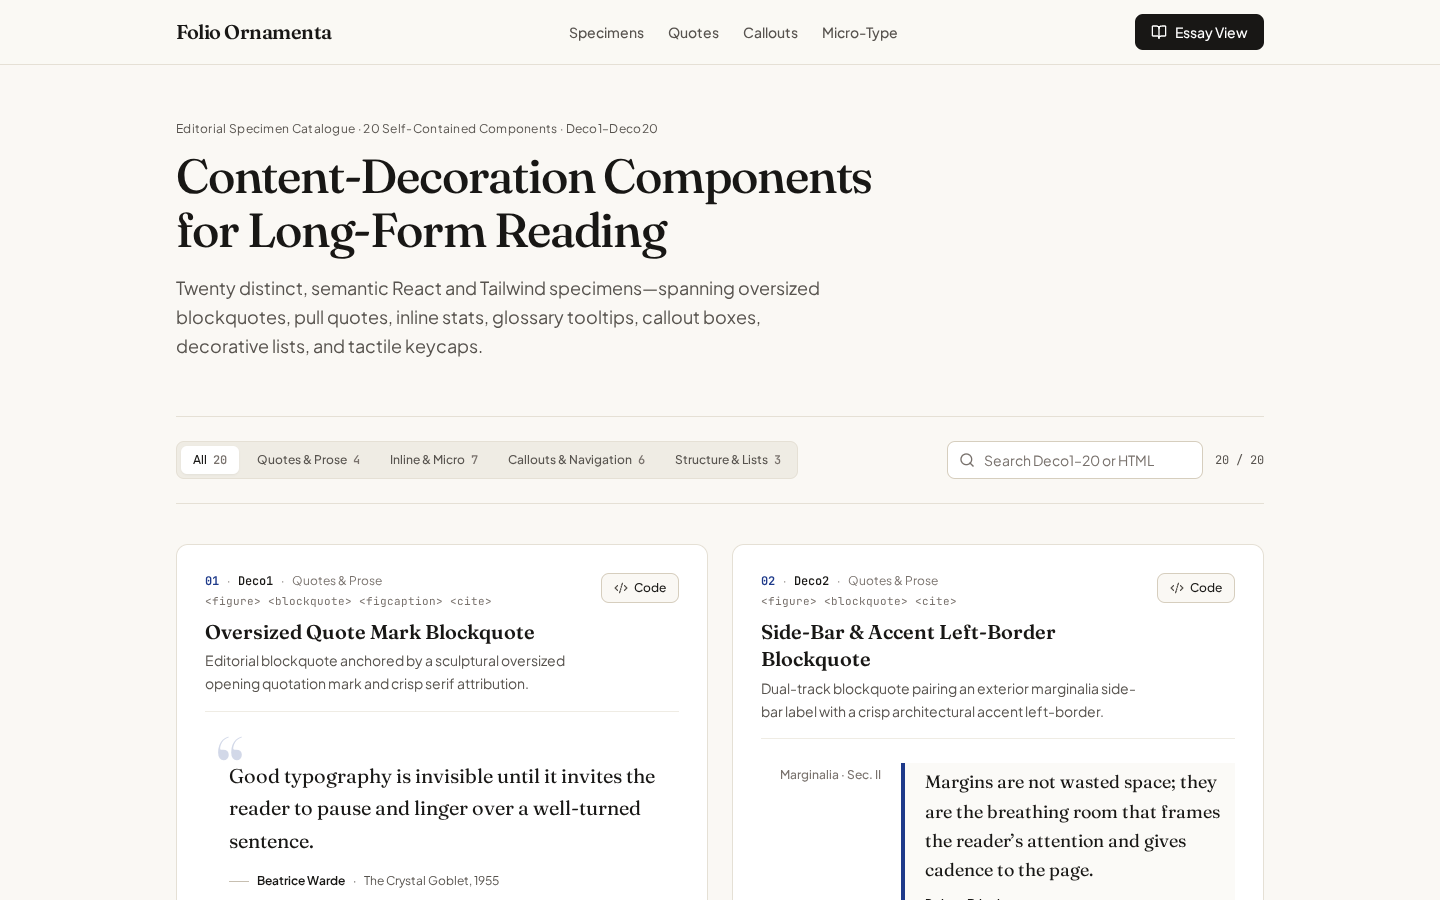 Folio Ornamenta
Specimens Quotes Callouts Micro-Type
Essay View
Editorial Specimen Catalogue · 20 Self-Contained Components · Deco1–Deco20
Content-Decoration Components
for Long-Form Reading
Twenty distinct, semantic React and Tailwind specimens—spanning oversized
blockquotes, pull quotes, inline stats, glossary tooltips, callout boxes,
decorative lists, and tactile keycaps.
All 20 Quotes & Prose 4 Inline & Micro 7 Callouts & Navigation 6 Structure & Lists 3
Search Deco1–20 or HTML
20 / 20
01 · Deco1 · Quotes & Prose
<figure> <blockquote> <figcaption> <cite>
Code
Oversized Quote Mark Blockquote
Editorial blockquote anchored by a sculptural oversized
opening quotation mark and crisp serif attribution.
“
Good typography is invisible until it invites the
reader to pause and linger over a well-turned
sentence.
Beatrice Warde · The Crystal Goblet, 1955
02 · Deco2 · Quotes & Prose
<figure> <blockquote> <cite>
Code
Side-Bar & Accent Left-Border
Blockquote
Dual-track blockquote pairing an exterior marginalia side-
bar label with a crisp architectural accent left-border.
Marginalia · Sec. II
Margins are not wasted space; they
are the breathing room that frames
the reader’s attention and gives
cadence to the page.